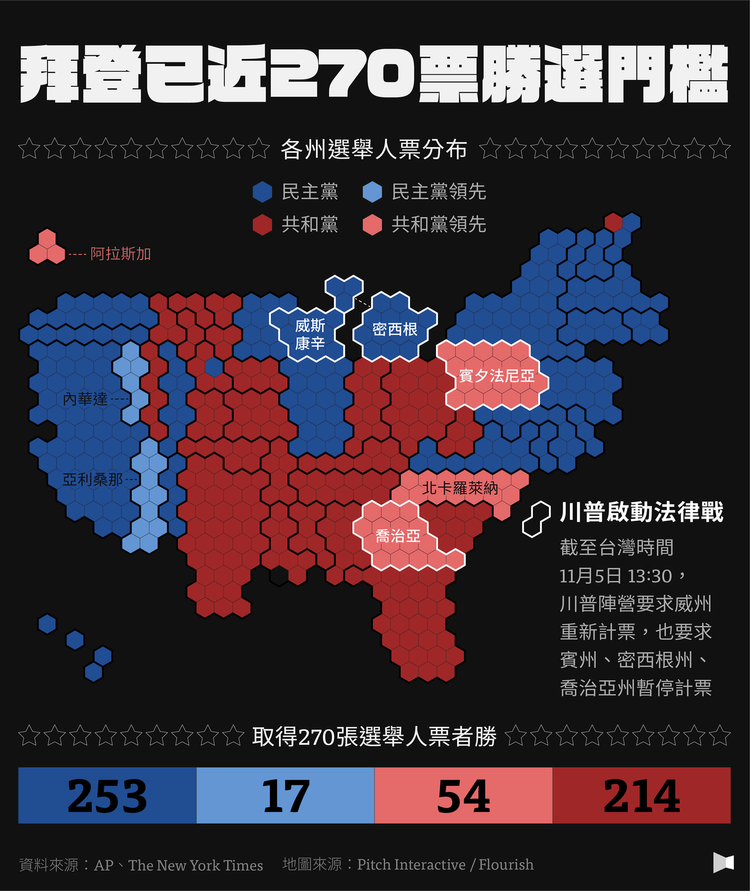 拜登已近270票勝選門檻
各州選舉人票分布
民主黨
民主黨領先
共和黨
共和黨領先
阿拉斯加
威斯
康辛
密西根
賓夕法尼亞
內華達
亞利桑那
北卡羅萊納
喬治亞
川普啟動法律戰
截至台灣時間
11月5日 13:30，
川普陣營要求威州
重新計票，也要求
賓州、密西根州、
喬治亞州暫停計票
取得270張選舉人票者勝
253
17
54
214
資料來源：AP、The New York Times
地圖來源：Pitch Interactive / Flourish